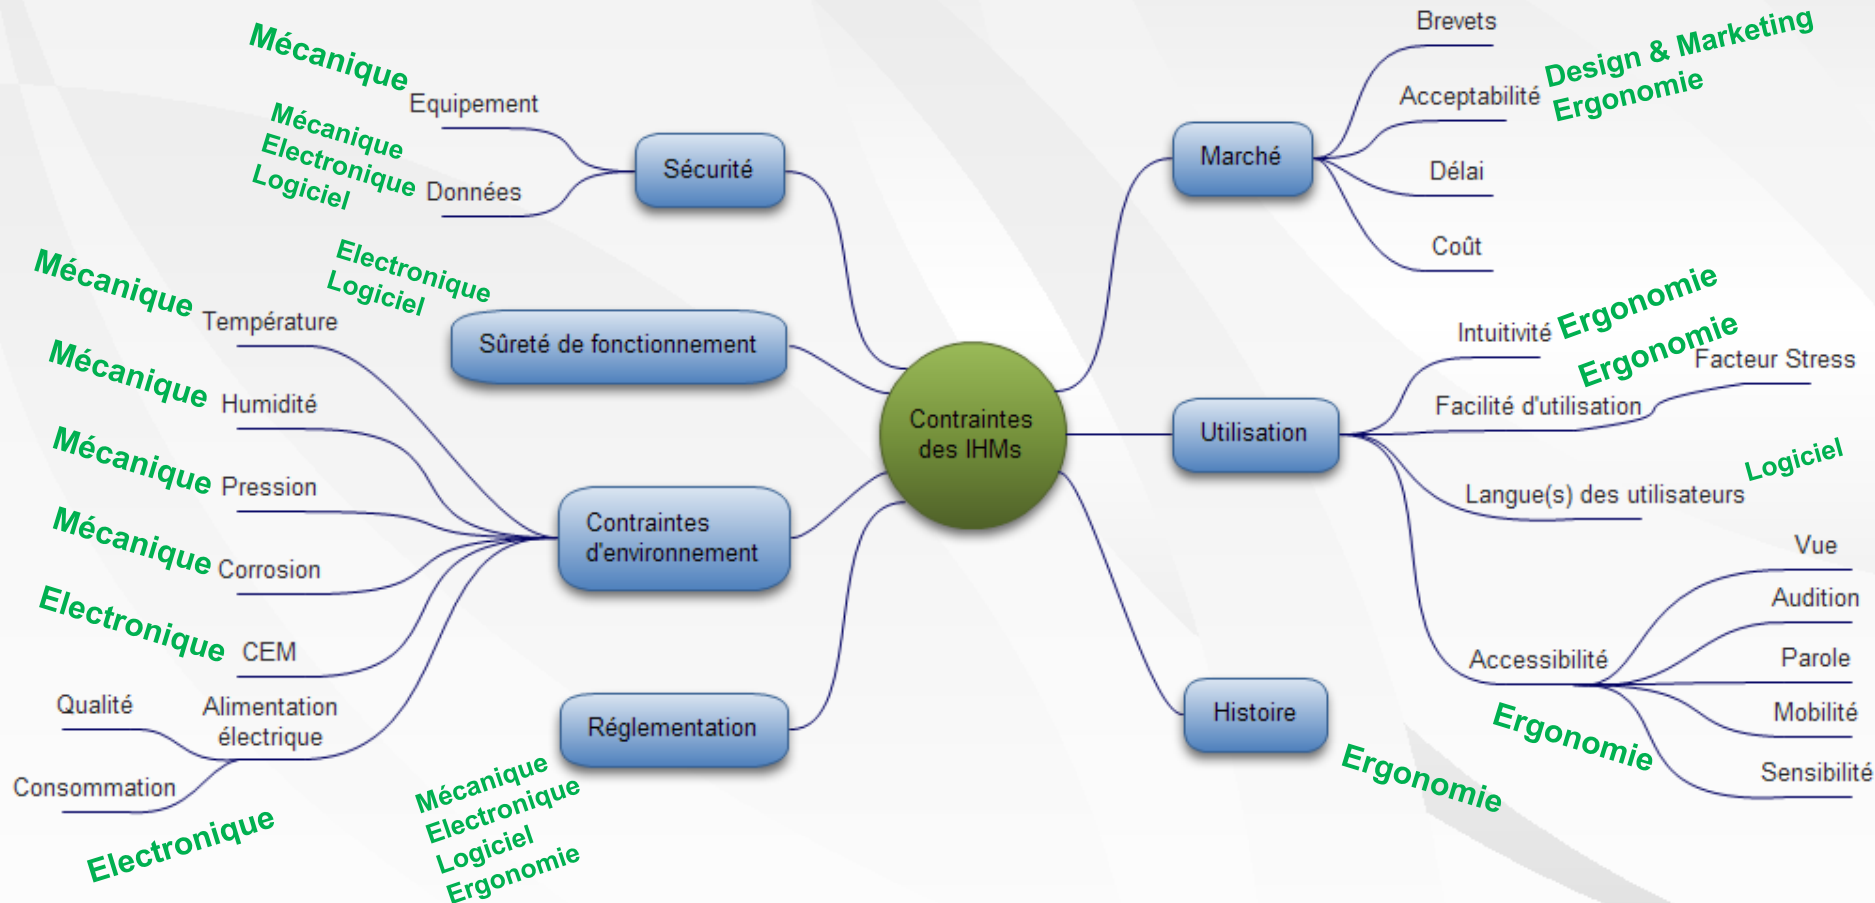 Mécanique
Equipement
Mécanique
Electronique
Logiciel
Données
Sécurité
Electronique
Logiciel
Sûreté de fonctionnement
Mécanique
Température
Mécanique
Humidité
Mécanique
Pression
Mécanique
Corrosion
Electronique
CEM
Contraintes
d'environnement
Qualité
Alimentation
électrique
Consommation
Electronique
Réglementation
Mécanique
Electronique
Logiciel
Ergonomie
Contraintes
des IHMs
Marché
Brevets
Acceptabilité
Design & Marketing
Ergonomie
Délai
Coût
Utilisation
Intuitivité
Ergonomie
Ergonomie
Facteur Stress
Facilité d'utilisation
Logiciel
Langue(s) des utilisateurs
Accessibilité
Vue
Audition
Parole
Mobilité
Sensibilité
Ergonomie
Histoire
Ergonomie